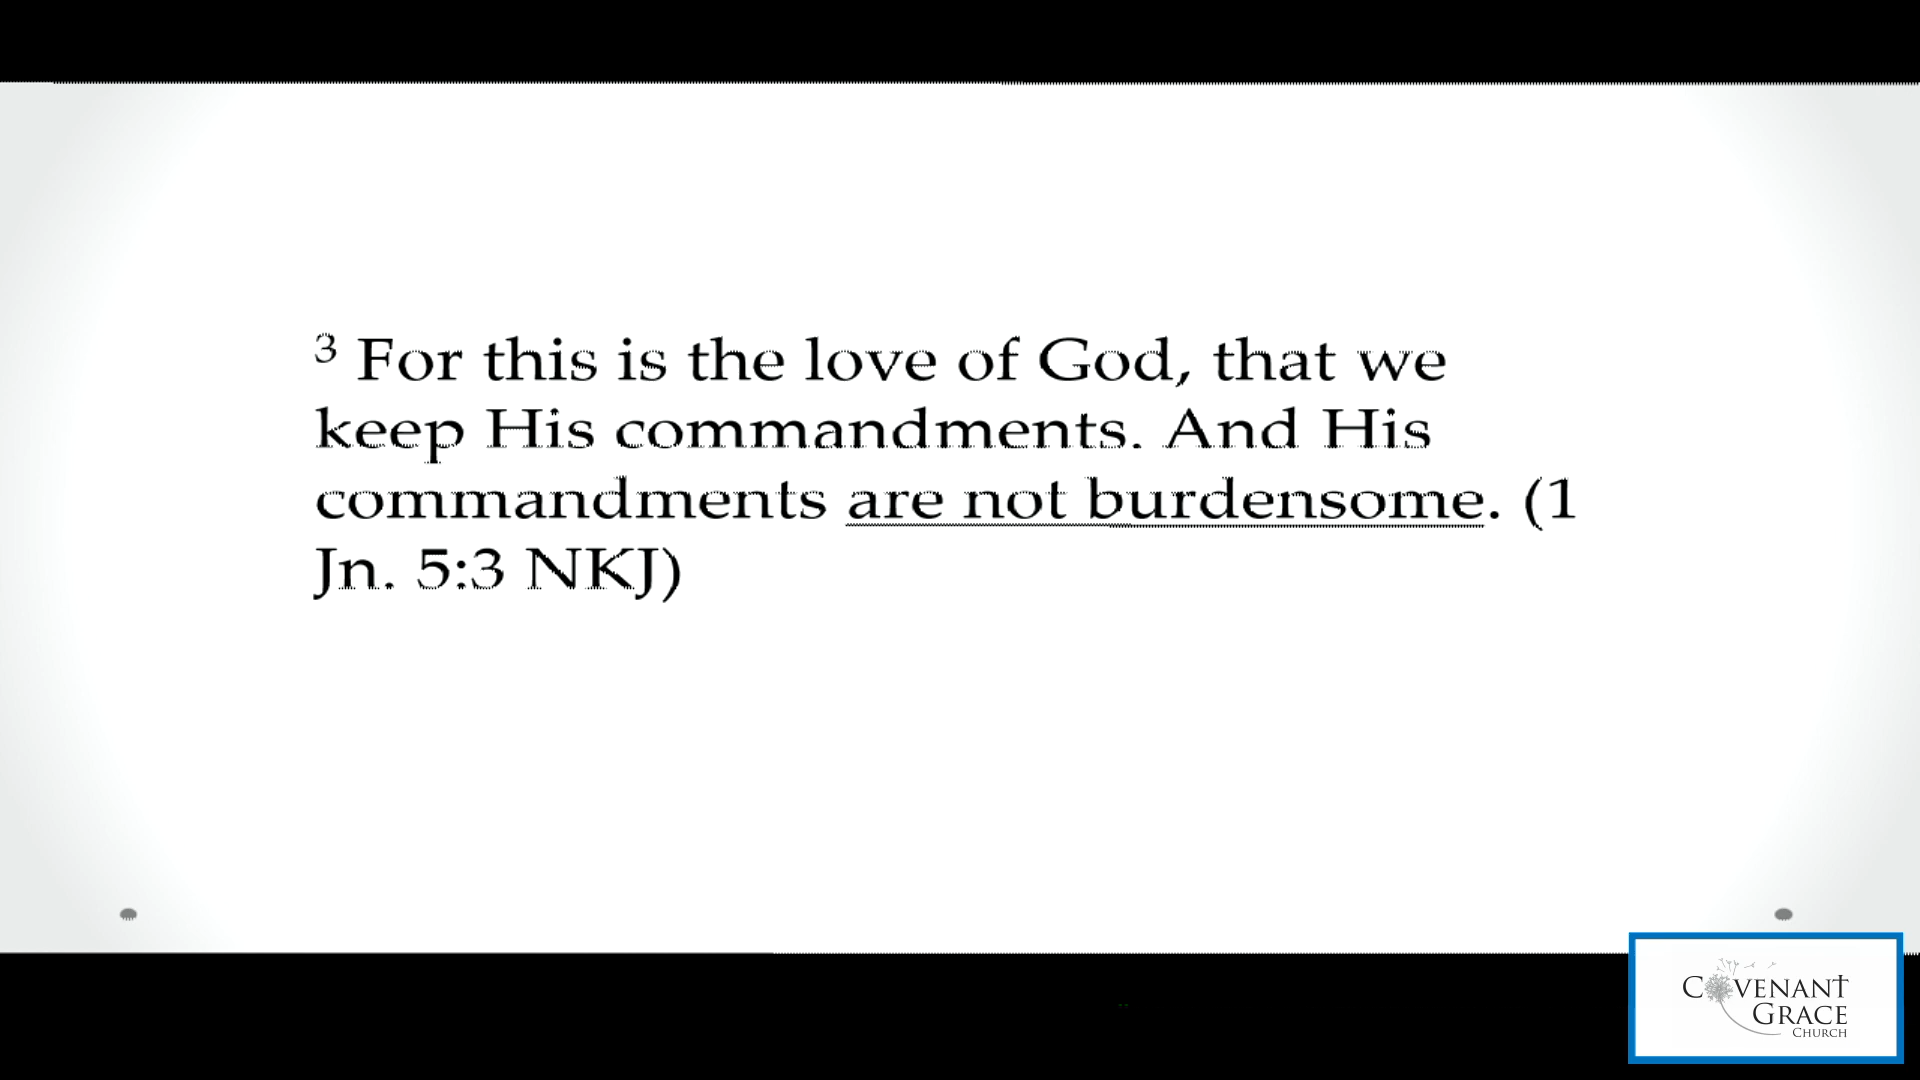 ³ For this is the love of God, that we
keep His commandments. And His
commandments are not burdensome. (1
Jn. 5:3 NKJ)
COVENANT
GRACE
CHURCH